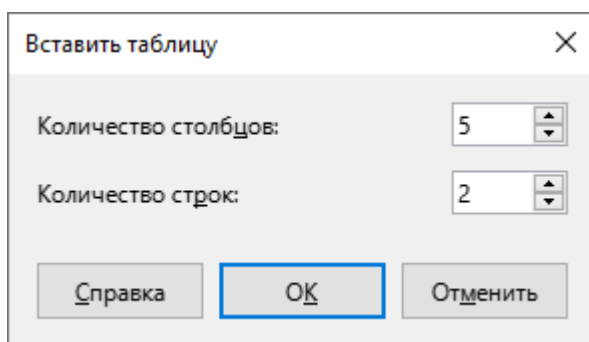 Вставить таблицу
Количество столбцов: 5
Количество строк: 2
Справка ОК Отменить